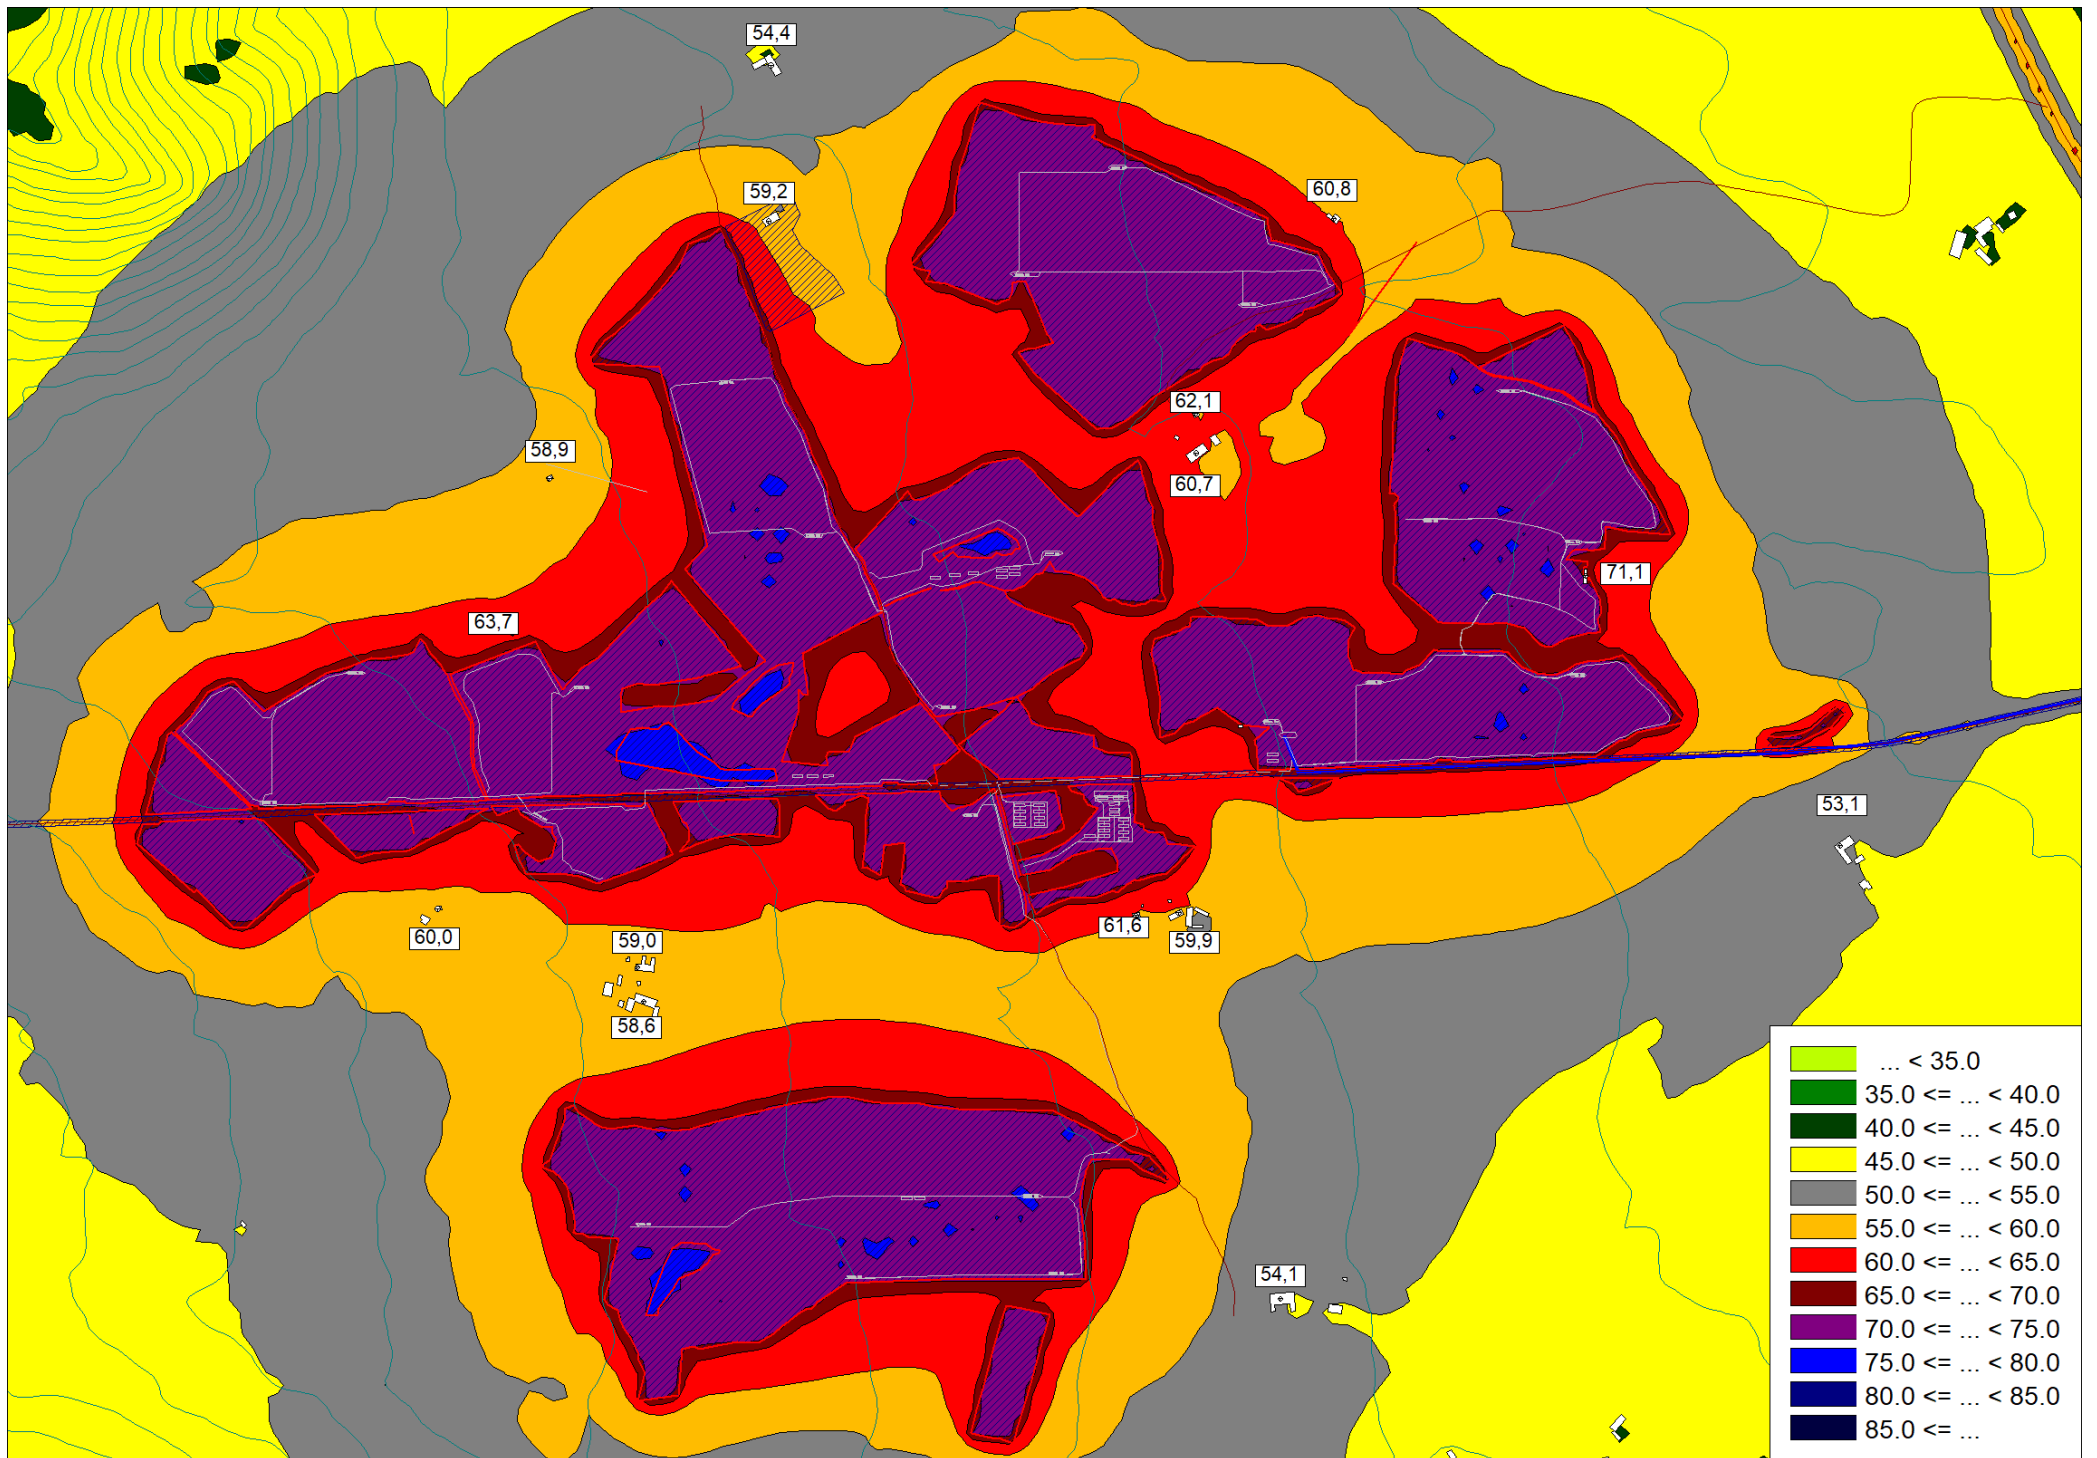 54,4
59,2
60,8
62,1
58,9
60,7
71,1
63,7
53,1
61,6
60,0
59,0
59,9
58,6
54,1
... < 35.0
35.0 <= ... < 40.0
40.0 <= ... < 45.0
45.0 <= ... < 50.0
50.0 <= ... < 55.0
55.0 <= ... < 60.0
60.0 <= ... < 65.0
65.0 <= ... < 70.0
70.0 <= ... < 75.0
75.0 <= ... < 80.0
80.0 <= ... < 85.0
85.0 <= ...